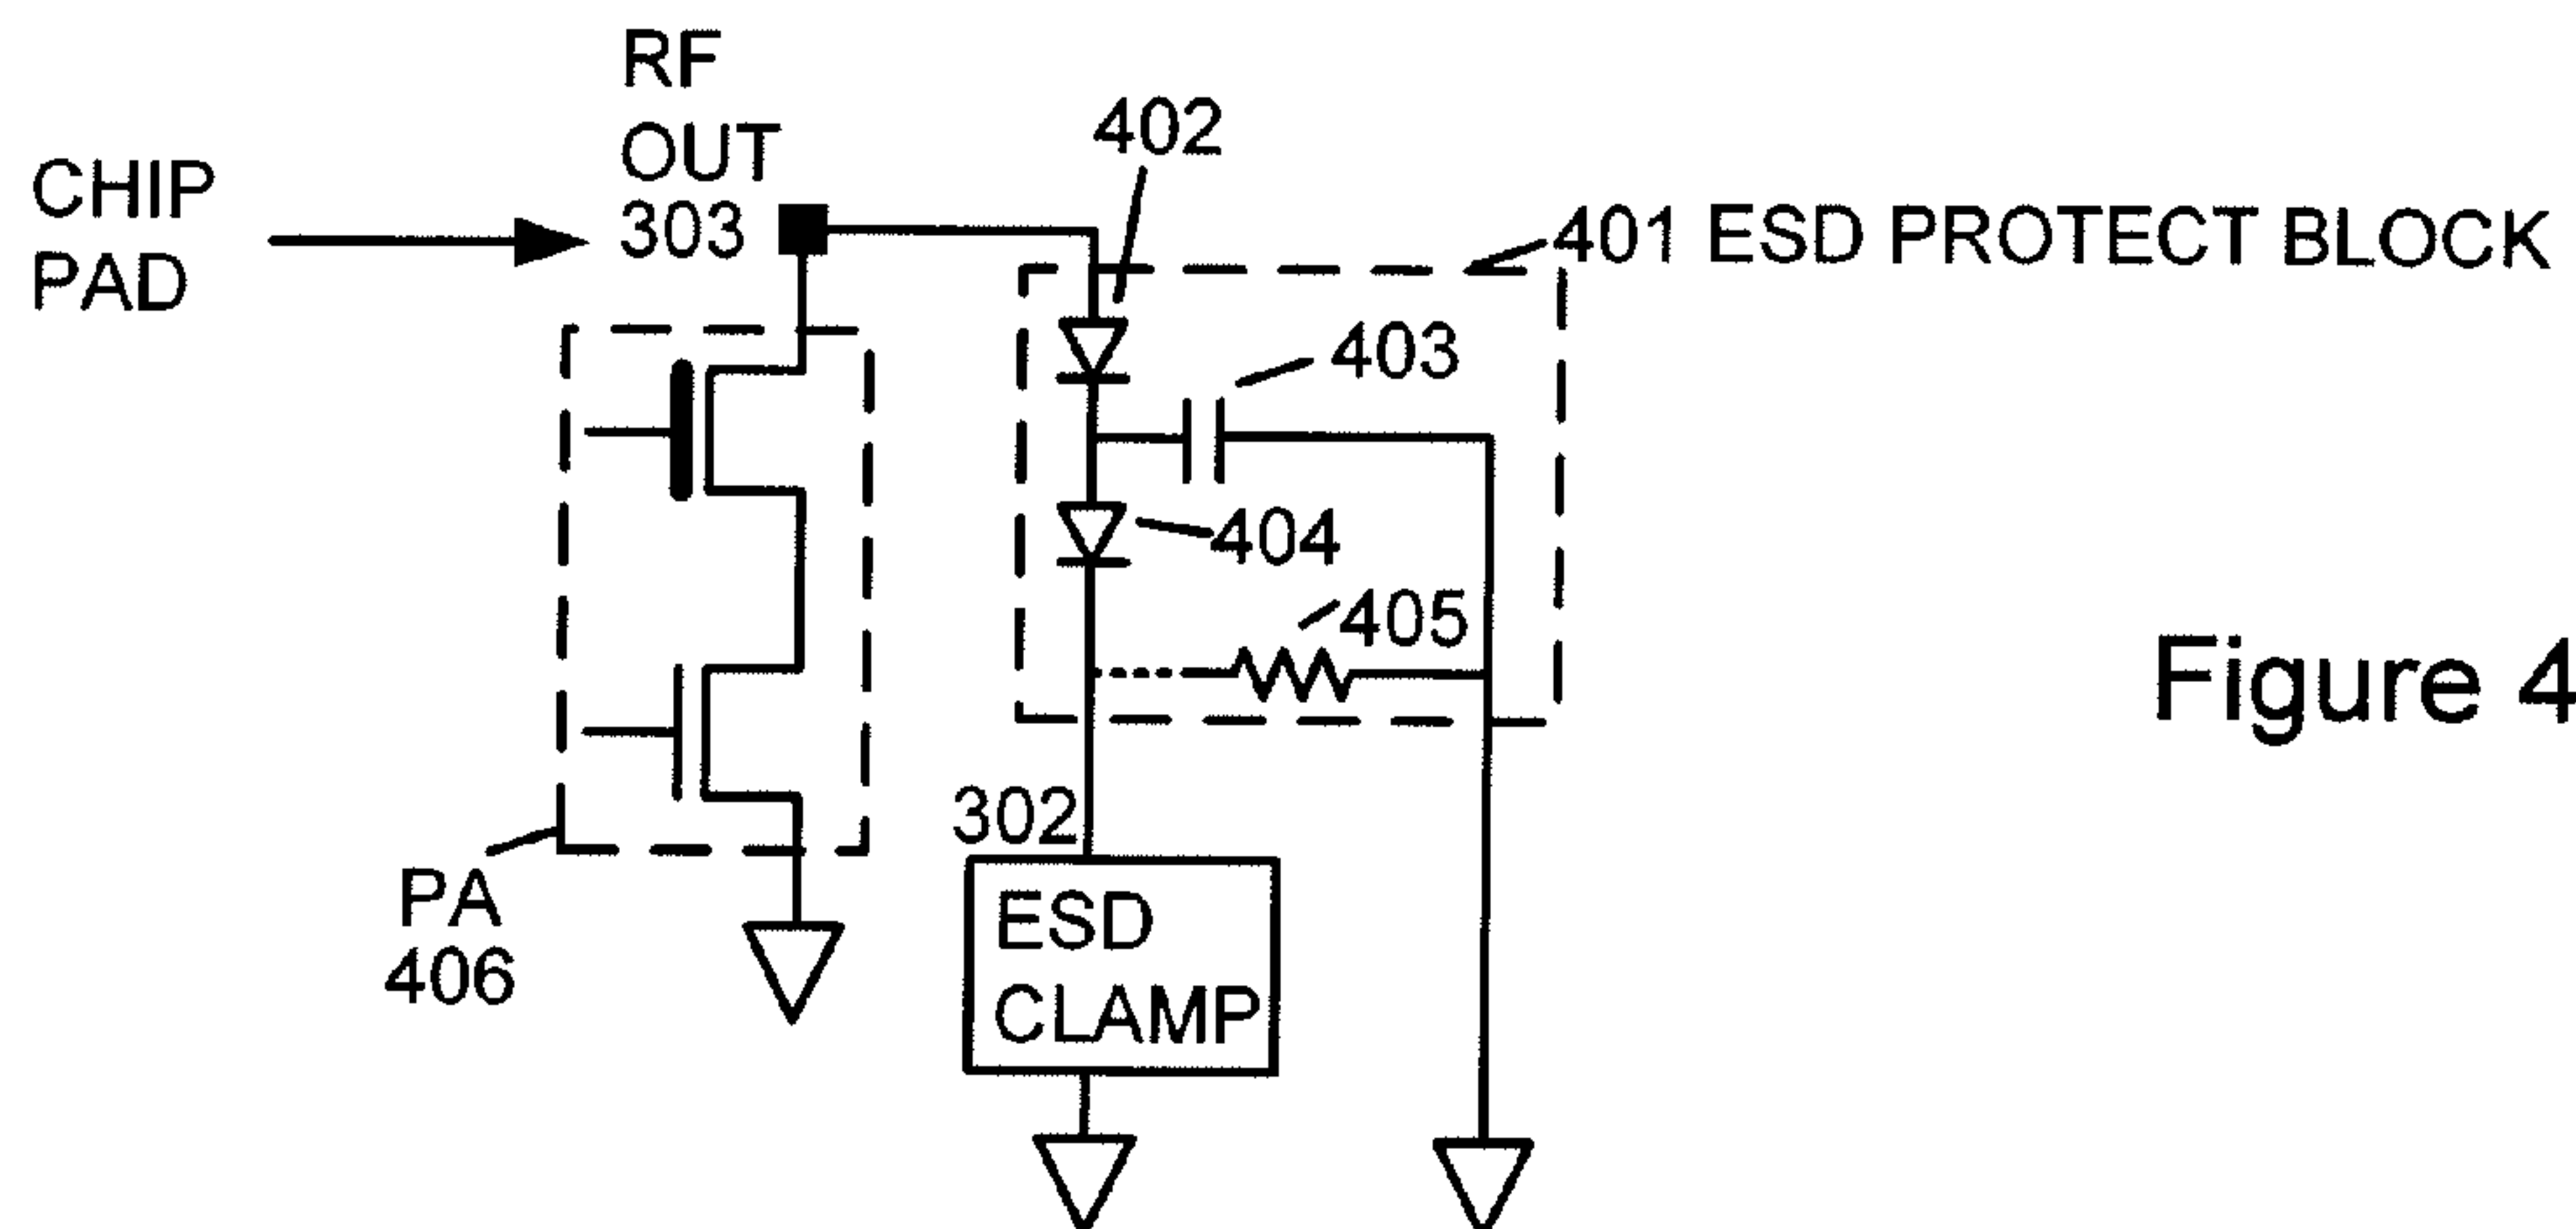 CHIP
PAD
RF
OUT
303
402
401 ESD PROTECT BLOCK
403
404
405
302
ESD
CLAMP
PA
406
Figure 4